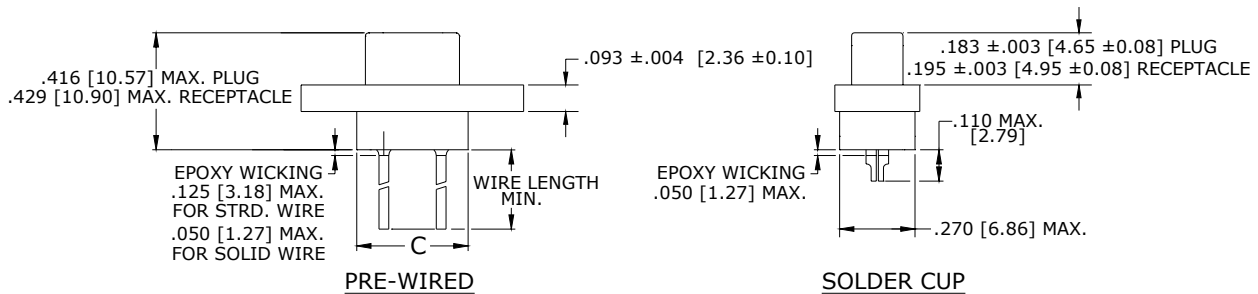 .416 [10.57] MAX. PLUG
.429 [10.90] MAX. RECEPTACLE
.093 ±.004 [2.36 ±0.10]
EPOXY WICKING
.125 [3.18] MAX.
FOR STRD. WIRE
.050 [1.27] MAX.
FOR SOLID WIRE
WIRE LENGTH
MIN.
C
PRE-WIRED
.183 ±.003 [4.65 ±0.08] PLUG
.195 ±.003 [4.95 ±0.08] RECEPTACLE
.110 MAX.
[2.79]
EPOXY WICKING
.050 [1.27] MAX.
.270 [6.86] MAX.
SOLDER CUP